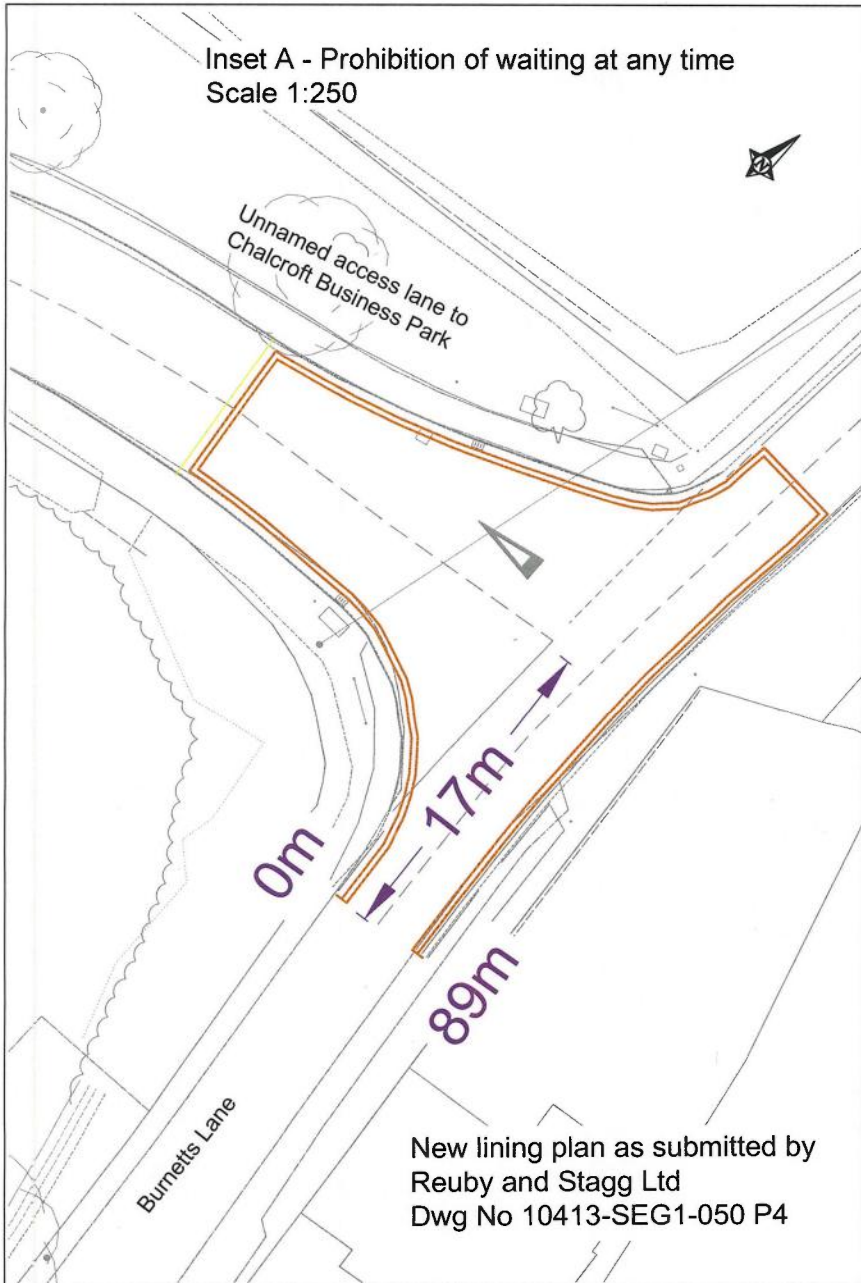 Inset A - Prohibition of waiting at any time
Scale 1:250
N
Unnamed access lane to
Chalcroft Business Park
17m
0m
89m
Burnetts Lane
New lining plan as submitted by
Reuby and Stagg Ltd
Dwg No 10413-SEG1-050 P4